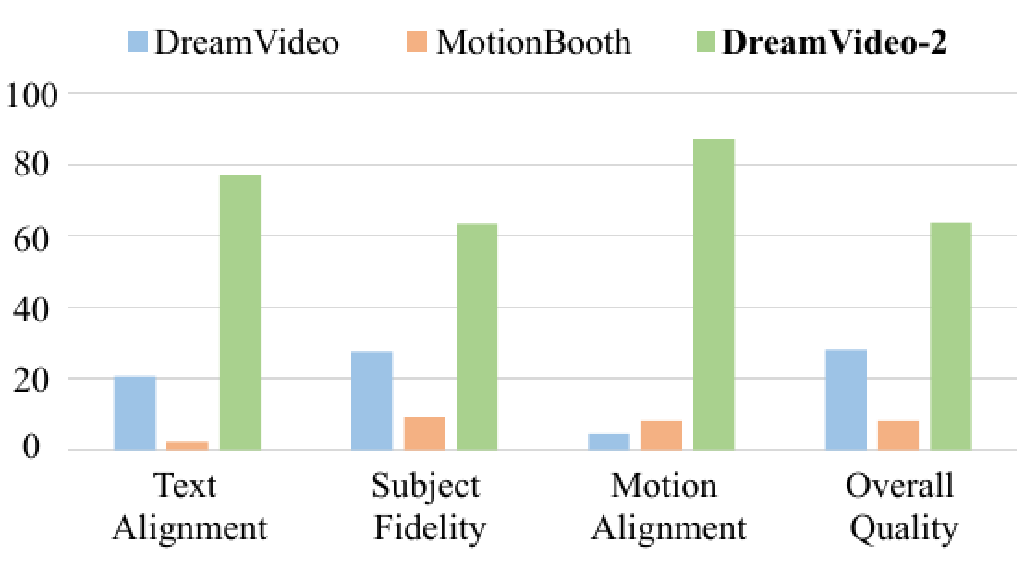 DreamVideo MotionBooth DreamVideo-2
100
80
60
40
20
0
Text Subject Motion Overall
Alignment Fidelity Alignment Quality